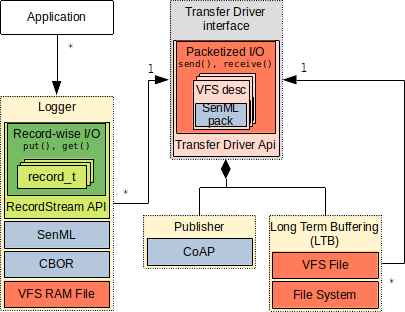 Application
*
Logger
Record-wise I/O
put(), get()
record_t
RecordStream API
SenML
CBOR
VFS RAM File
*
1
Transfer Driver
interface
Packetized I/O
send(), receive()
VFS desc
SenML
pack
Transfer Driver Api
1
Publisher
CoAP
Long Term Buffering
(LTB)
VFS File
File System
*